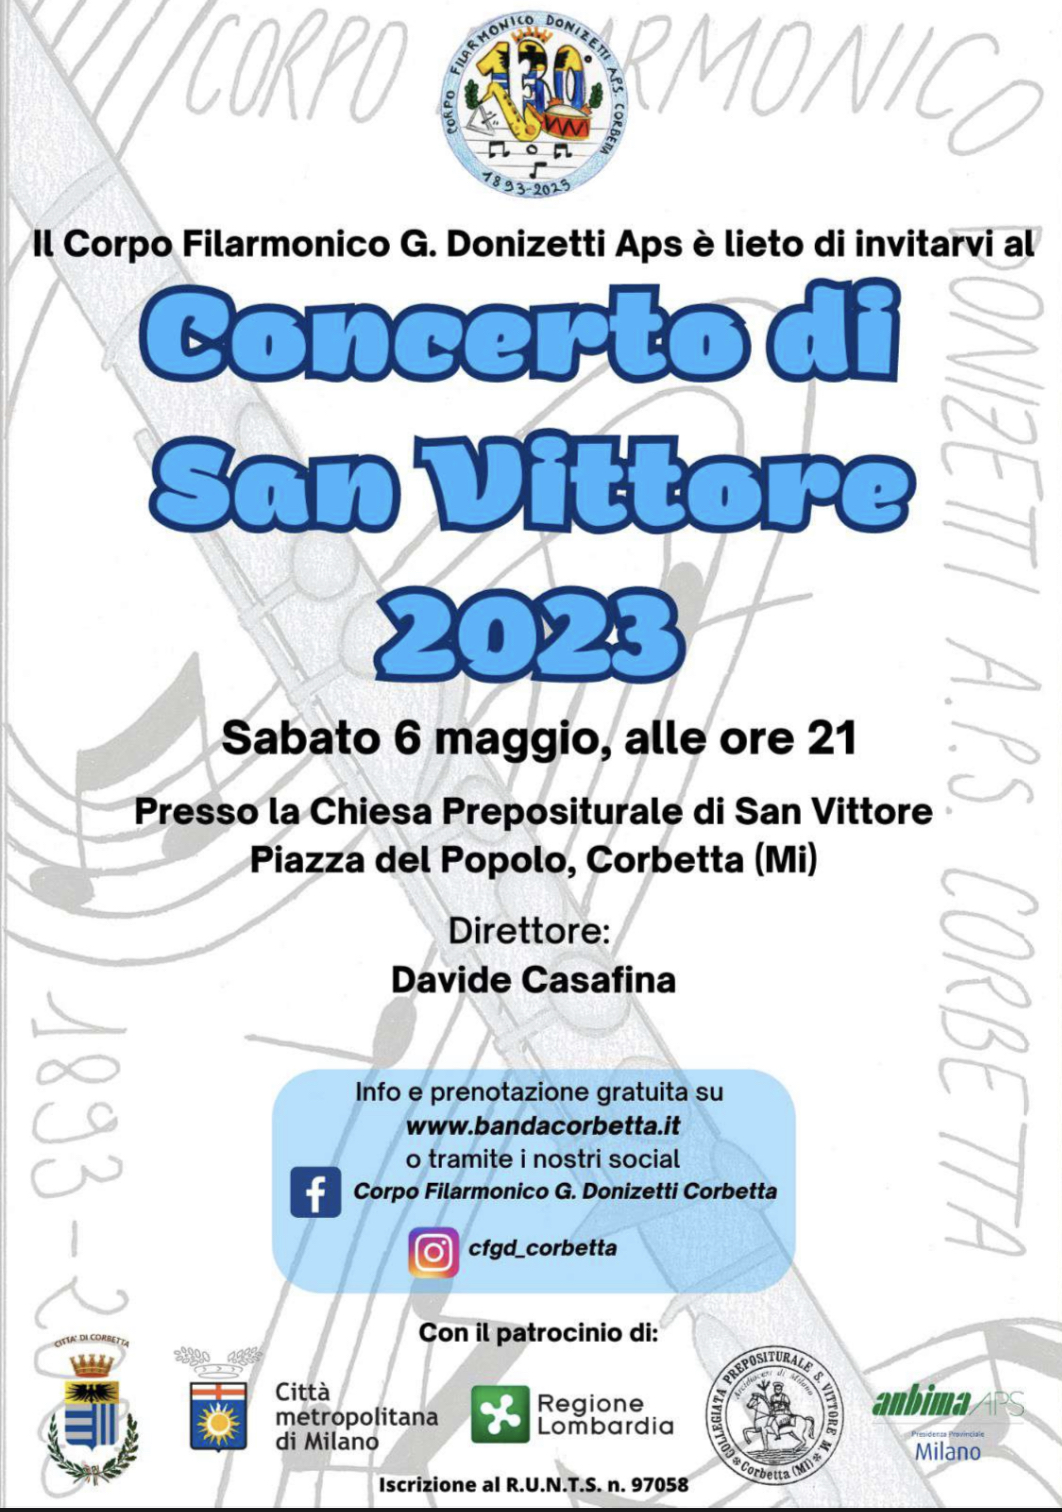 CORPO FILARMONICO
CORPO FILARMONICO DONIZETTI A.P.S. CORBETTA
130°
1893-2023
Il Corpo Filarmonico G. Donizetti Aps è lieto di invitarvi al
Concerto di
San Vittore
2023
DONIZETTI A.P.S. CORBETTA
Sabato 6 maggio, alle ore 21
Presso la Chiesa Prepositurale di San Vittore
Piazza del Popolo, Corbetta (Mi)
Direttore:
Davide Casafina
1893-20
Info e prenotazione gratuita su
www.bandacorbetta.it
o tramite i nostri social
Corpo Filarmonico G. Donizetti Corbetta
cfgd_corbetta
Con il patrocinio di:
CITTA' DI CORBETTA
Città
metropolitana
di Milano
Regione
Lombardia
COLLEGIATA PREPOSITURALE S. VITTORE M.
Arcidiocesi di Milano
Corbetta (MI)
anbima APS
Presidenza Provinciale
Milano
Iscrizione al R.U.N.T.S. n. 97058